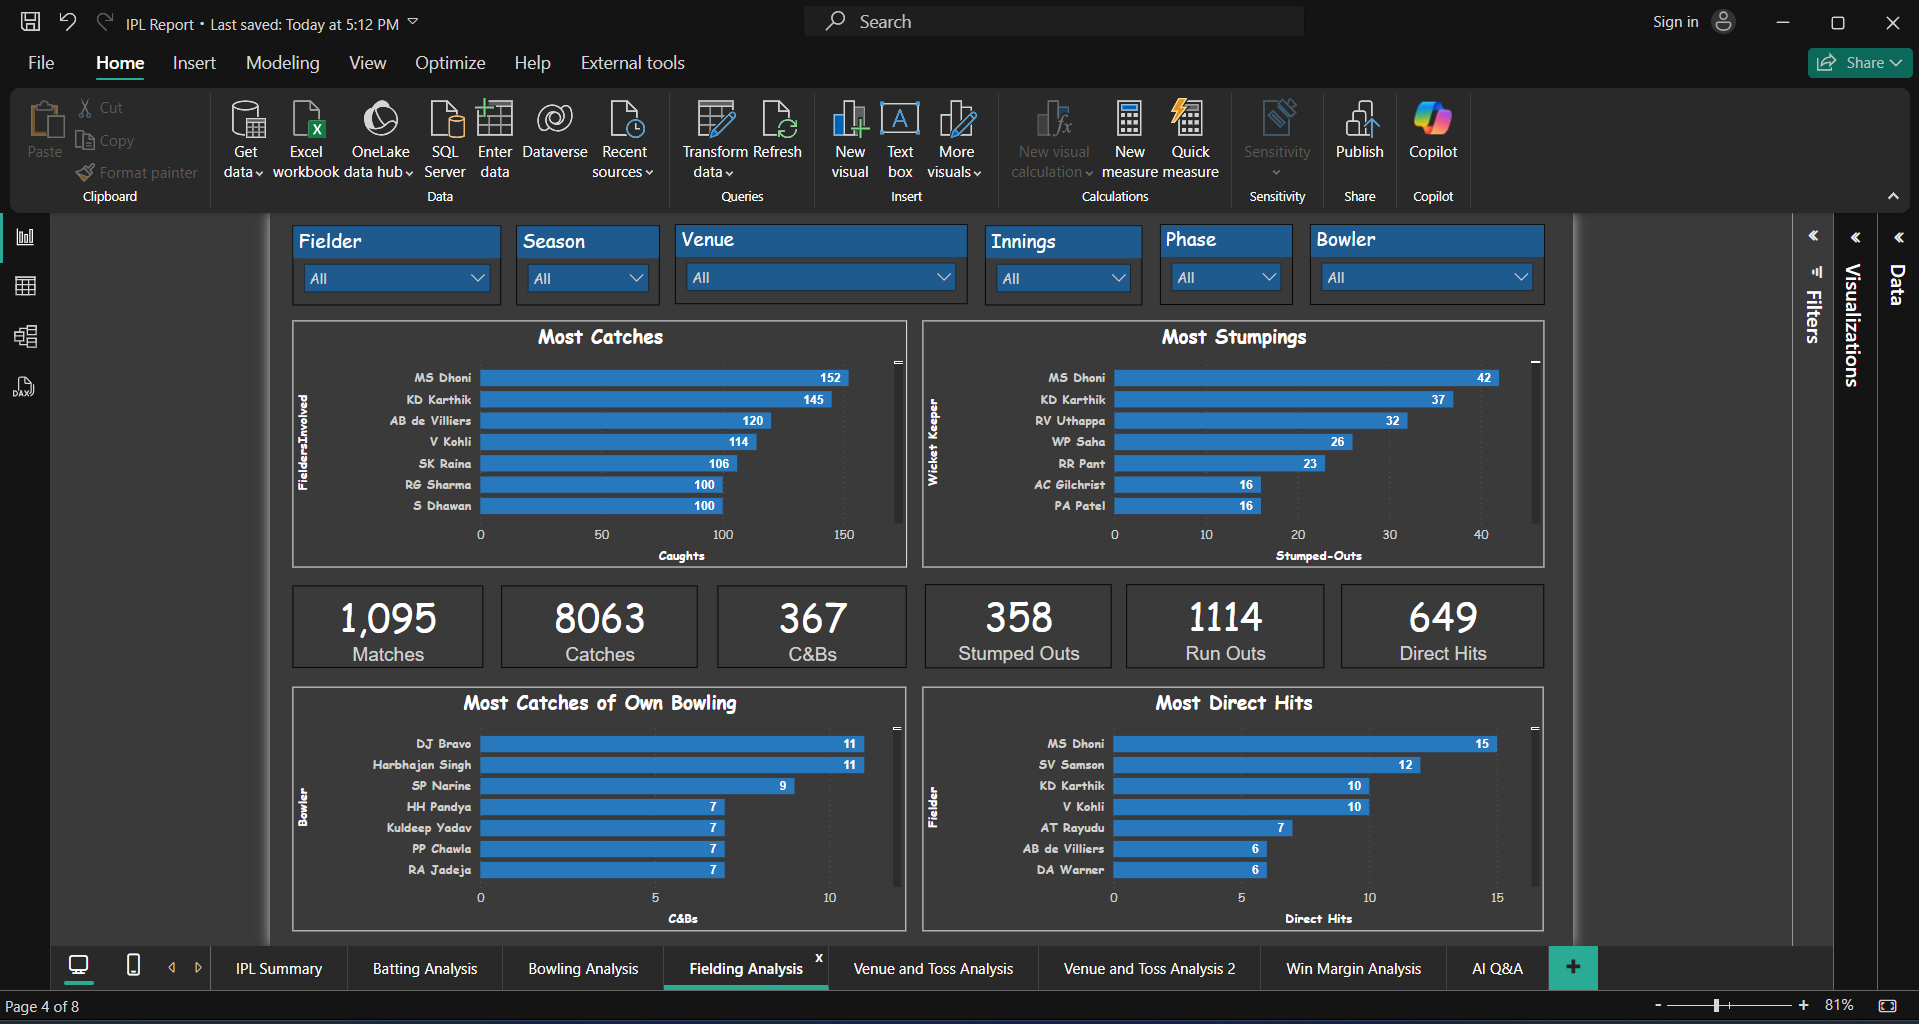 IPL Report • Last saved: Today at 5:12 PM
Search
Sign in
File
Home
Insert
Modeling
View
Optimize
Help
External tools
Share
Paste
Cut
Copy
Format painter
Clipboard
Get data
Excel workbook
OneLake data hub
SQL Server
Enter data
Dataverse
Recent sources
Data
Transform data
Refresh
Queries
New visual
Text box
More visuals
Insert
New visual calculation
New measure
Quick measure
Calculations
Sensitivity
Sensitivity
Publish
Share
Copilot
Copilot
DAX
Fielder
All
Season
All
Venue
All
Innings
All
Phase
All
Bowler
All
Filters
Visualizations
Data
Most Catches
FieldersInvolved
MS Dhoni 152
KD Karthik 145
AB de Villiers 120
V Kohli 114
SK Raina 106
RG Sharma 100
S Dhawan 100
0 50 100 150
Caughts
Most Stumpings
Wicket Keeper
MS Dhoni 42
KD Karthik 37
RV Uthappa 32
WP Saha 26
RR Pant 23
AC Gilchrist 16
PA Patel 16
0 10 20 30 40
Stumped-Outs
1,095
Matches
8063
Catches
367
C&Bs
358
Stumped Outs
1114
Run Outs
649
Direct Hits
Most Catches of Own Bowling
Bowler
DJ Bravo 11
Harbhajan Singh 11
SP Narine 9
HH Pandya 7
Kuldeep Yadav 7
PP Chawla 7
RA Jadeja 7
0 5 10
C&Bs
Most Direct Hits
Fielder
MS Dhoni 15
SV Samson 12
KD Karthik 10
V Kohli 10
AT Rayudu 7
AB de Villiers 6
DA Warner 6
0 5 10 15
Direct Hits
IPL Summary
Batting Analysis
Bowling Analysis
Fielding Analysis
x
Venue and Toss Analysis
Venue and Toss Analysis 2
Win Margin Analysis
AI Q&A
+
Page 4 of 8
- + 81%